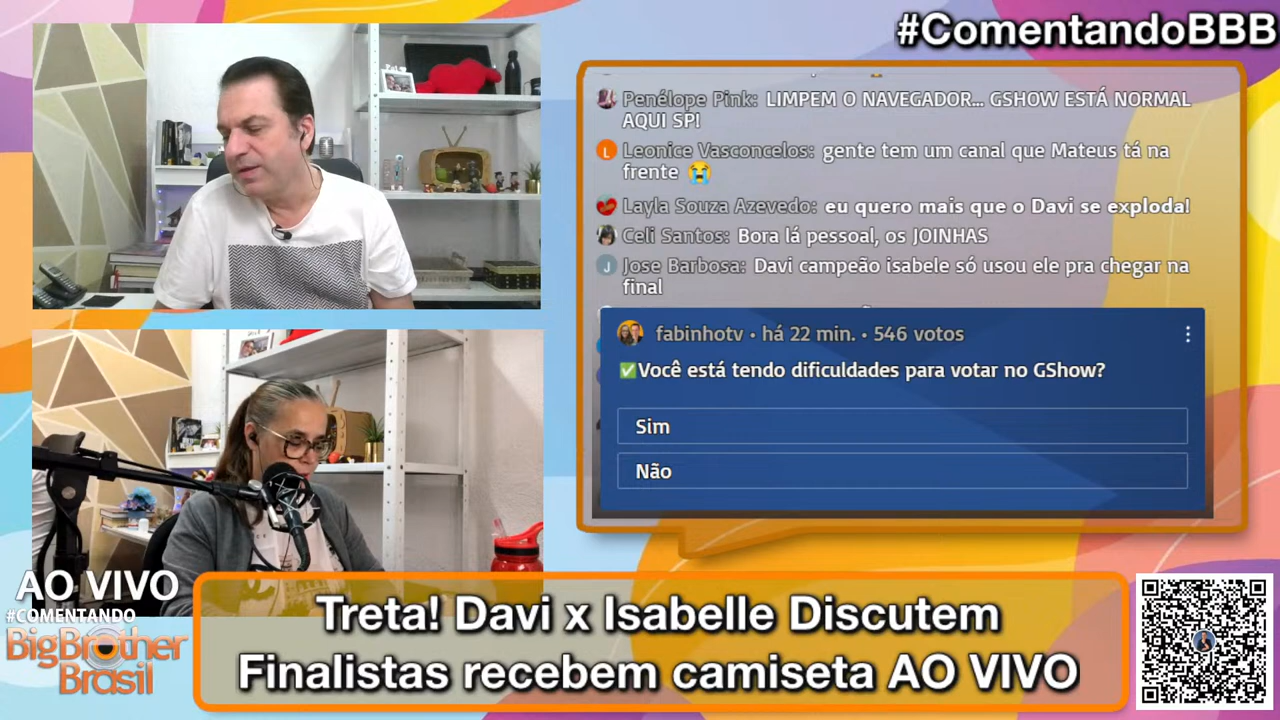 #ComentandoBBB
Penélope Pink: LIMPEM O NAVEGADOR... GSHOW ESTÁ NORMAL
AQUI SP!
Leonice Vasconcelos: gente tem um canal que Mateus tá na
frente 😭
Layla Souza Azevedo: eu quero mais que o Davi se exploda!
Celi Santos: Bora lá pessoal, os JOINHAS
Jose Barbosa: Davi campeão isabele só usou ele pra chegar na
final
fabinhotv • há 22 min. • 546 votos
✅Você está tendo dificuldades para votar no GShow?
Sim
Não
AO VIVO
#COMENTANDO
BigBrother
Brasil
Treta! Davi x Isabelle Discutem
Finalistas recebem camiseta AO VIVO